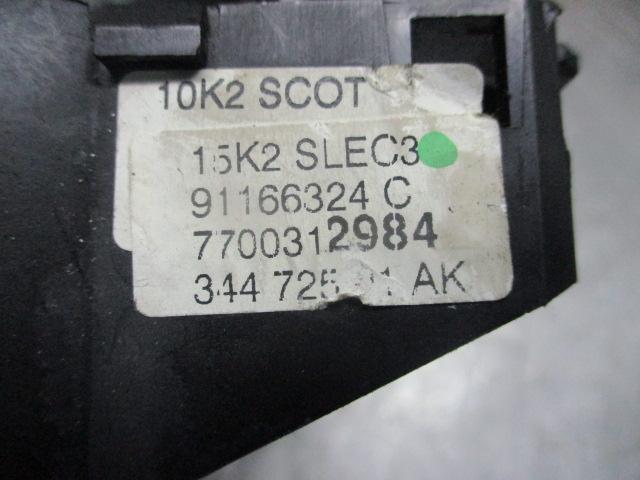 10K2 SCOT
15K2 SLEC3
91166324 C
7700312984
344 725 AK